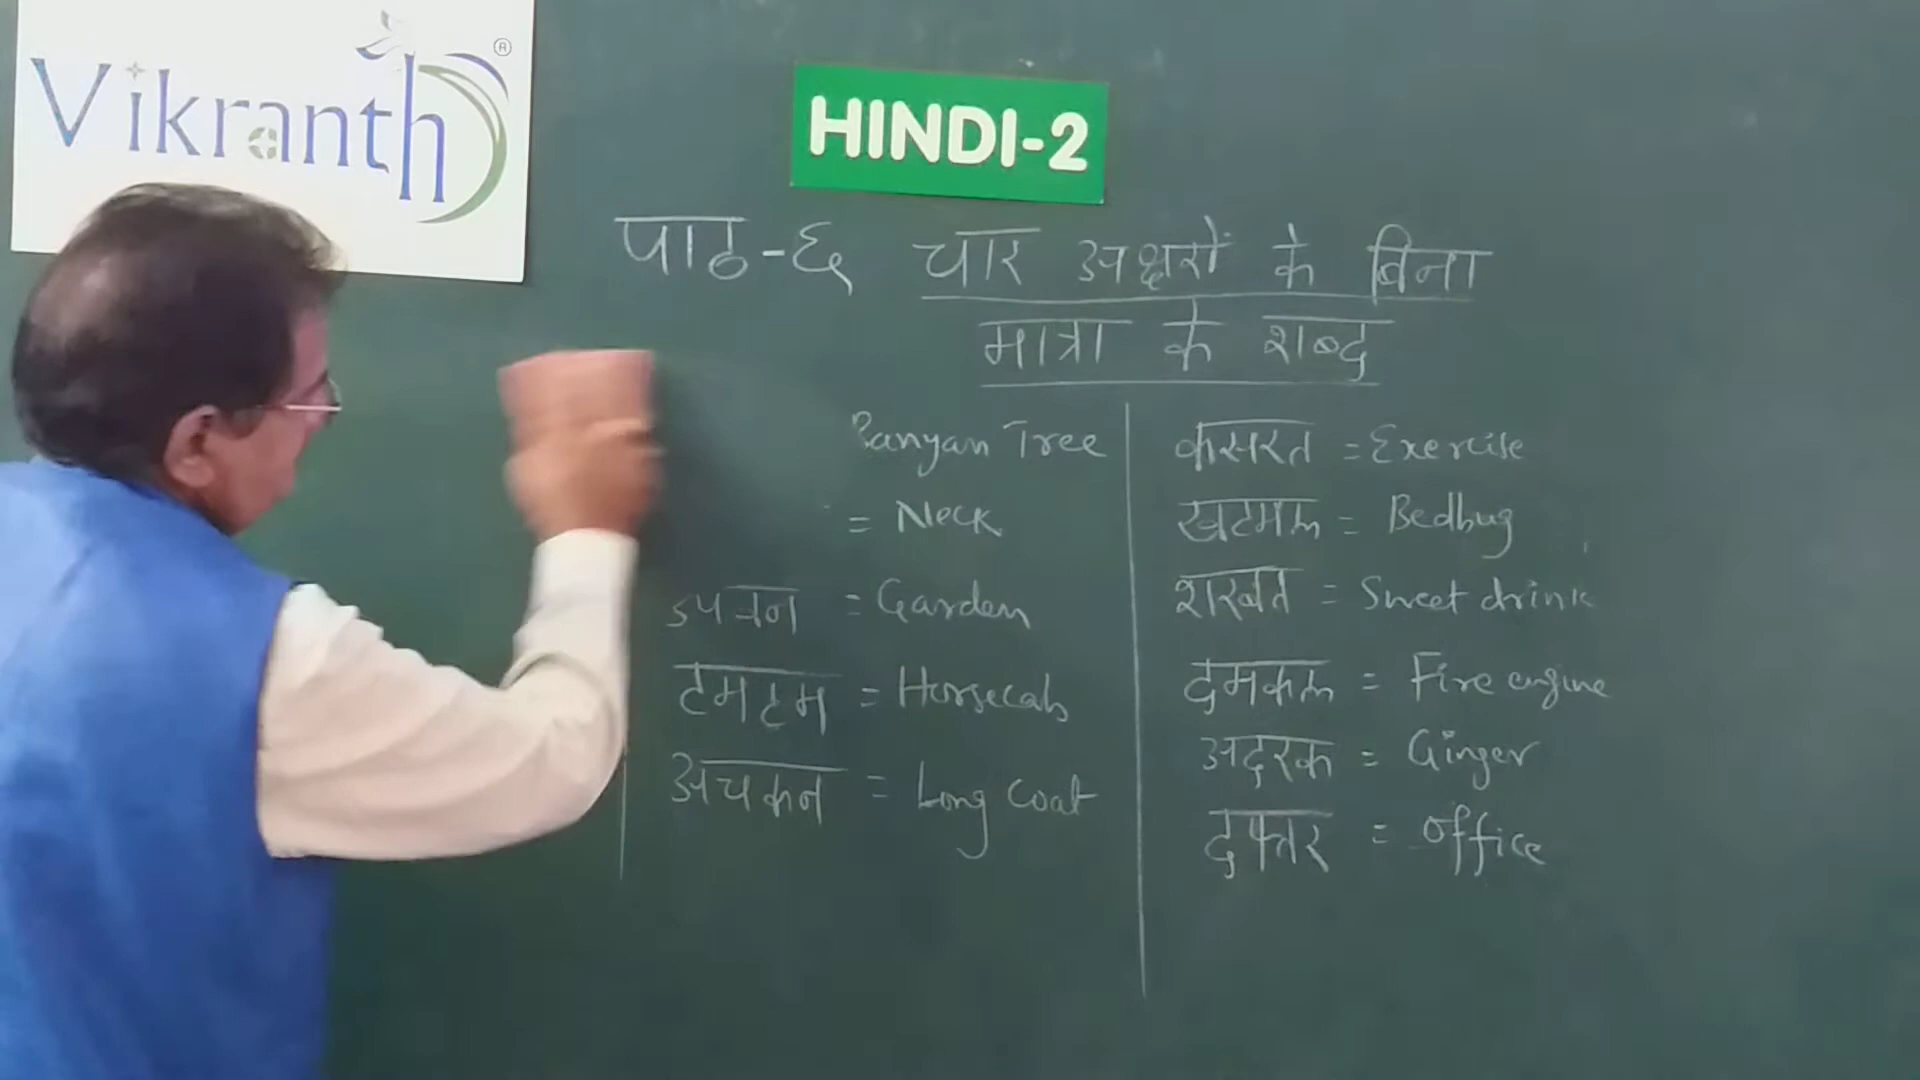 Vikranth ®
HINDI-2
पाठ-६ चार अक्षरों के बिना
मात्रा के शब्द
Banyan Tree
= Neck
उपवन = Garden
टमटम = Horsecab
अचकन = Long Coat
कसरत = Exercise
खटमल = Bedbug
शरबत = Sweet drink
दमकल = Fire engine
अदरक = Ginger
दफ्तर = office